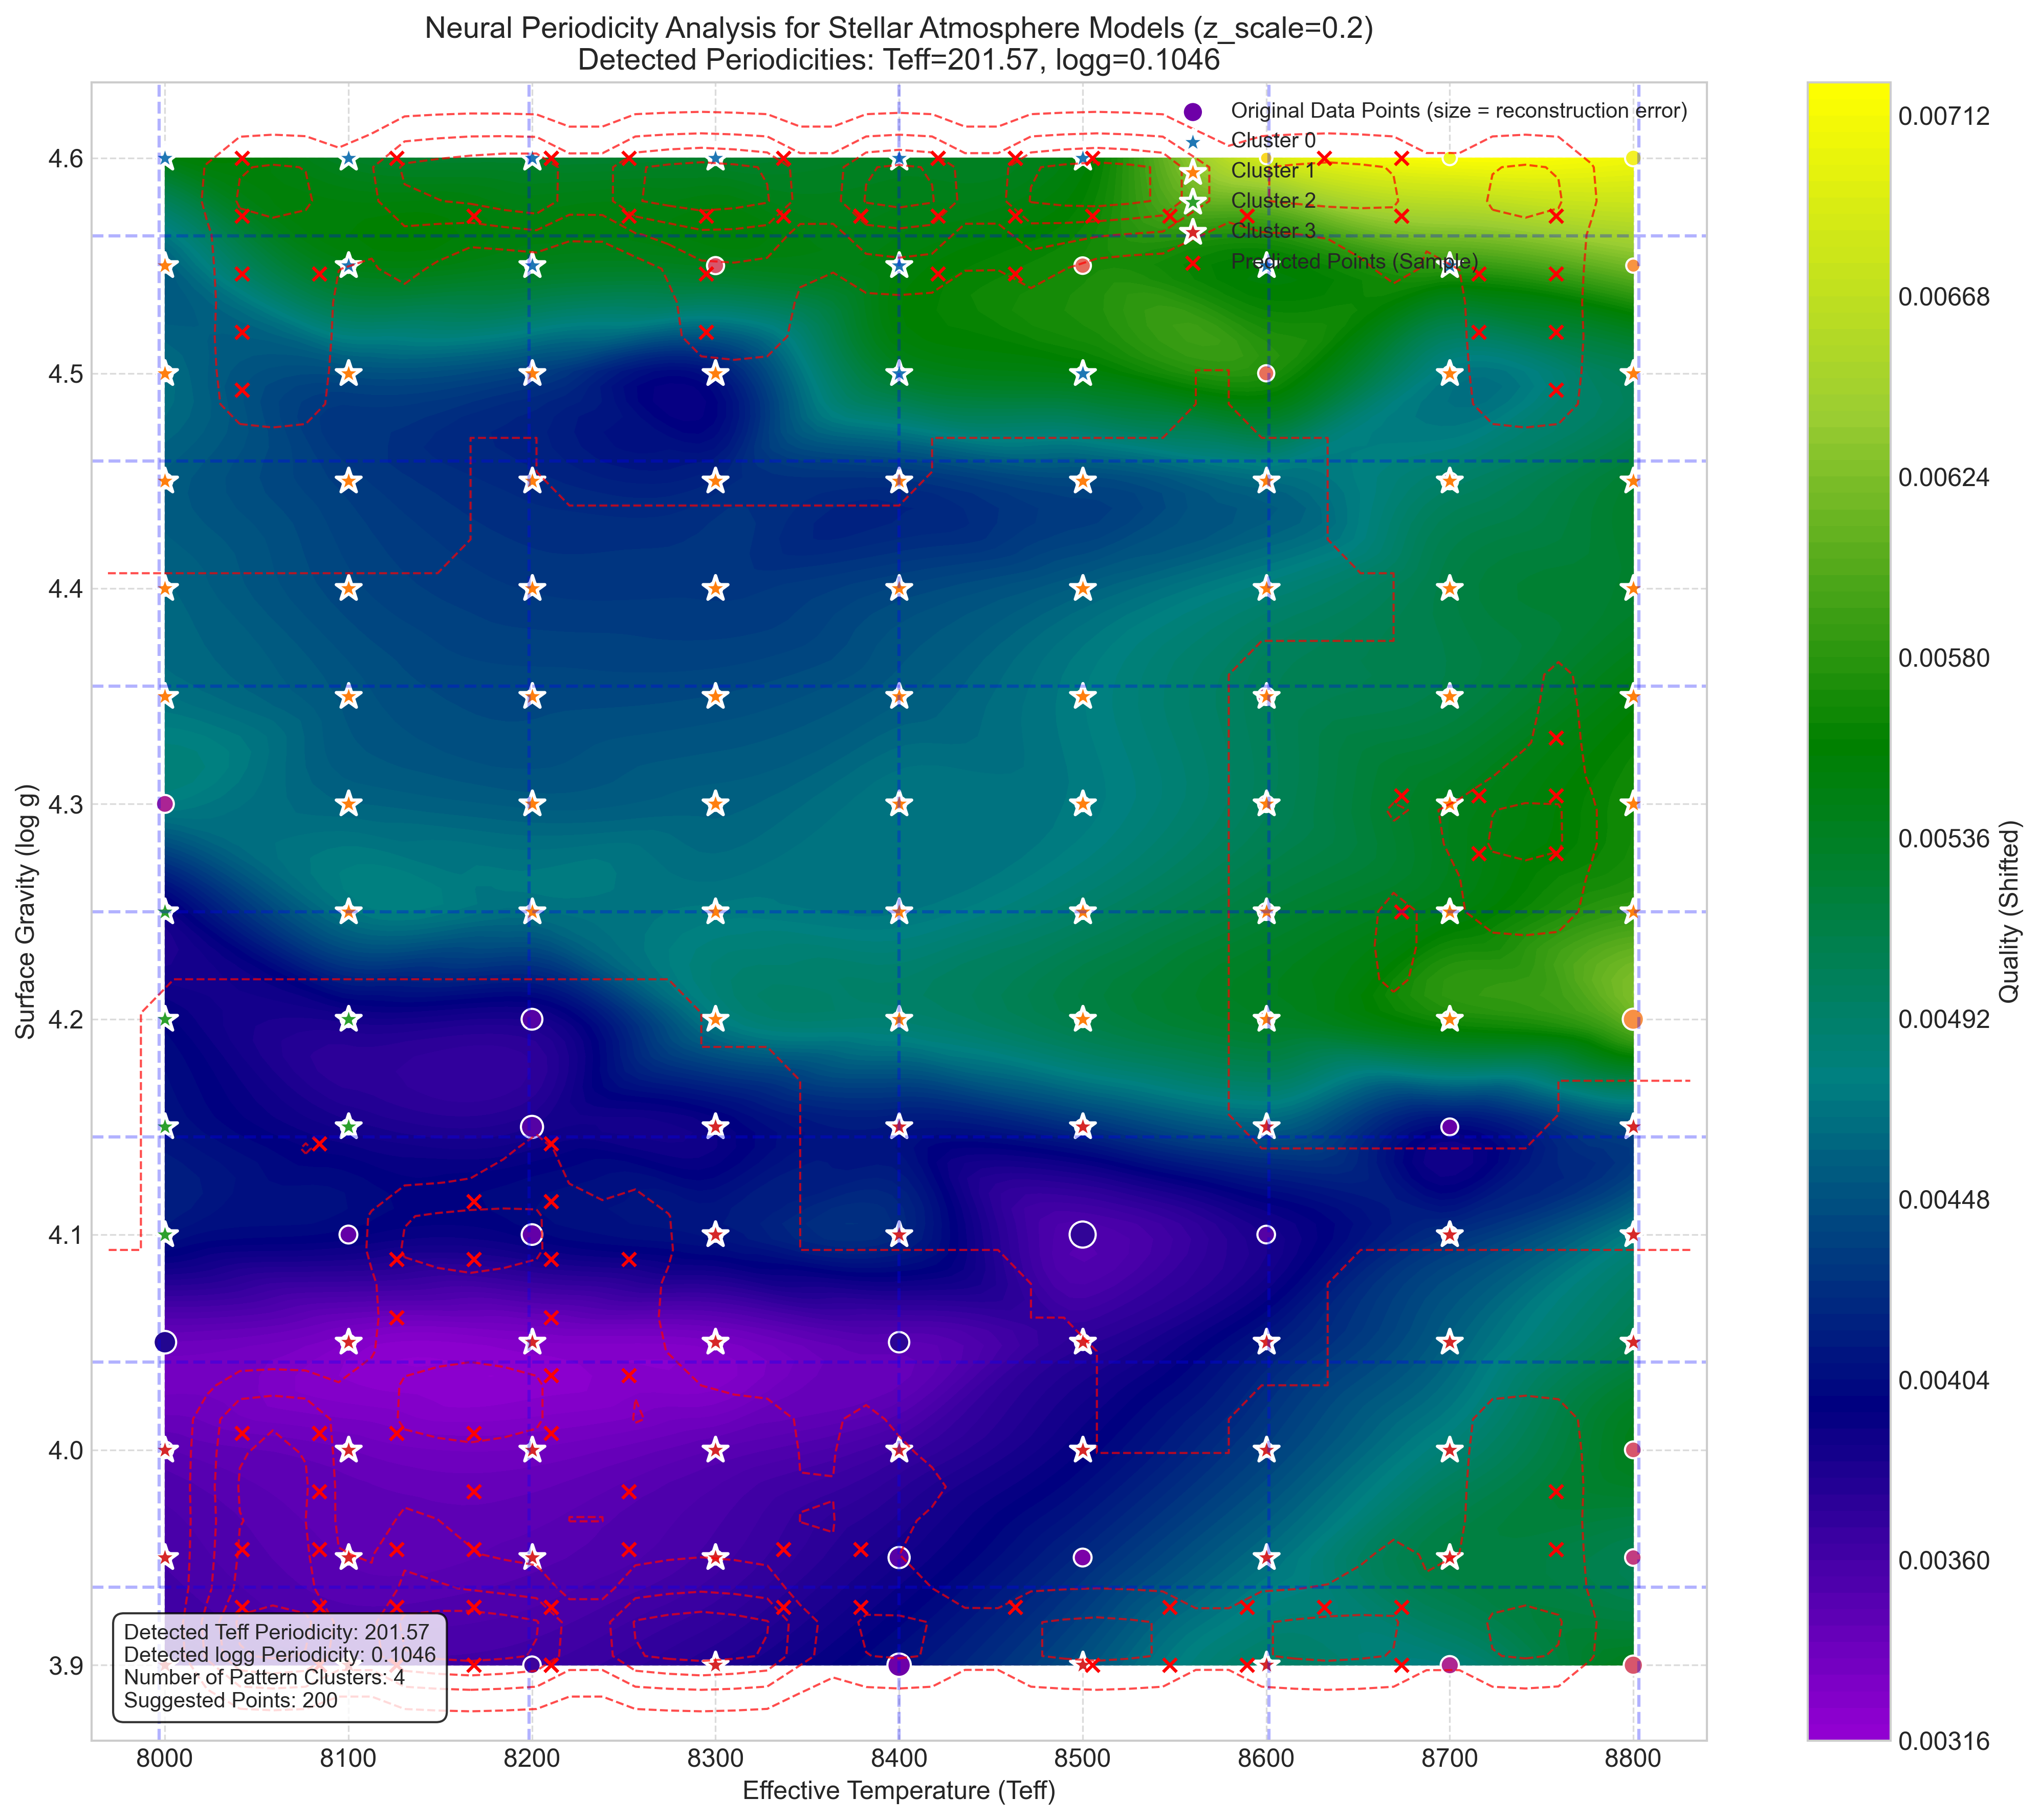 Neural Periodicity Analysis for Stellar Atmosphere Models (z_scale=0.2)
Detected Periodicities: Teff=201.57, logg=0.1046
Original Data Points (size = reconstruction error)
Cluster 0
Cluster 1
Cluster 2
Cluster 3
Predicted Points (Sample)
Surface Gravity (log g)
4.6
4.5
4.4
4.3
4.2
4.1
4.0
3.9
Detected Teff Periodicity: 201.57
Detected logg Periodicity: 0.1046
Number of Pattern Clusters: 4
Suggested Points: 200
8000
8100
8200
8300
8400
8500
8600
8700
8800
Effective Temperature (Teff)
0.00712
0.00668
0.00624
0.00580
0.00536
0.00492
0.00448
0.00404
0.00360
0.00316
Quality (Shifted)